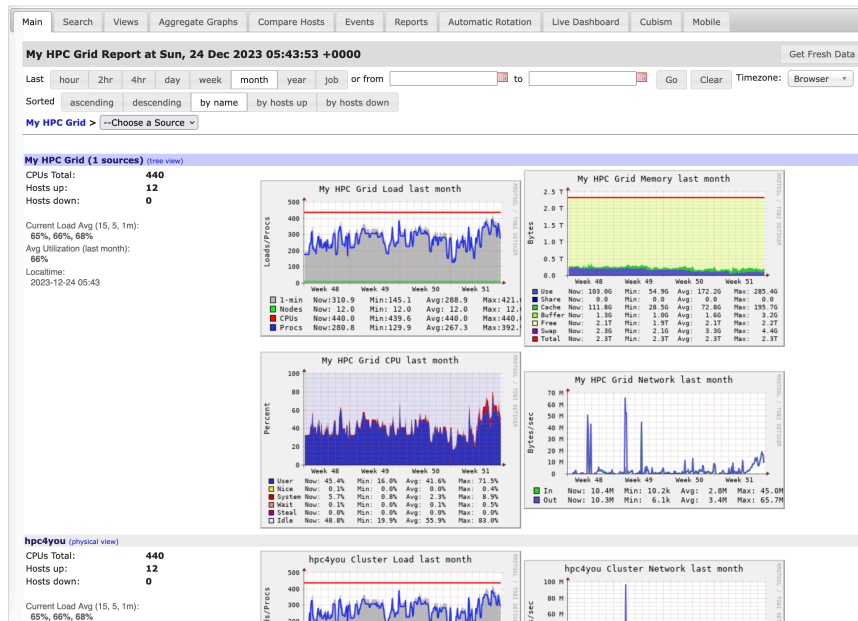 Main Search Views Aggregate Graphs Compare Hosts Events Reports Automatic Rotation Live Dashboard Cubism Mobile
My HPC Grid Report at Sun, 24 Dec 2023 05:43:53 +0000 Get Fresh Data
Last hour 2hr 4hr day week month year job or from to Go Clear Timezone: Browser
Sorted ascending descending by name by hosts up by hosts down
My HPC Grid > --Choose a Source
My HPC Grid (1 sources) (tree view)
CPUs Total: 440
Hosts up: 12
Hosts down: 0
Current Load Avg (15, 5, 1m):
65%, 66%, 68%
Avg Utilization (last month):
66%
Localtime:
2023-12-24 05:43
My HPC Grid Load last month
Loads/Procs
500
400
300
200
100
0
Week 48 Week 49 Week 50 Week 51
1-min Now:310.9 Min:145.1 Avg:288.9 Max:421.
Nodes Now: 12.0 Min: 12.0 Avg: 12.0 Max: 12.
CPUs Now:440.0 Min:439.6 Avg:440.0 Max:440.
Procs Now:280.8 Min:129.9 Avg:267.3 Max:392.
My HPC Grid Memory last month
Bytes
2.5 T
2.0 T
1.5 T
1.0 T
0.5 T
0.0
Week 48 Week 49 Week 50 Week 51
Use Now: 103.0G Min: 54.9G Avg: 172.2G Max: 285.4G
Share Now: 0.0 Min: 0.0 Avg: 0.0 Max: 0.0
Cache Now: 111.8G Min: 28.5G Avg: 72.8G Max: 195.7G
Buffer Now: 1.3G Min: 1.0G Avg: 1.6G Max: 3.2G
Free Now: 2.1T Min: 1.9T Avg: 2.1T Max: 2.2T
Swap Now: 2.3G Min: 2.1G Avg: 3.3G Max: 4.4G
Total Now: 2.3T Min: 2.3T Avg: 2.3T Max: 2.3T
My HPC Grid CPU last month
Percent
100
80
60
40
20
0
Week 48 Week 49 Week 50 Week 51
User Now: 45.4% Min: 16.0% Avg: 41.6% Max: 71.5%
Nice Now: 0.1% Min: 0.0% Avg: 0.0% Max: 0.4%
System Now: 5.7% Min: 0.8% Avg: 2.3% Max: 8.9%
Wait Now: 0.1% Min: 0.0% Avg: 0.1% Max: 0.5%
Steal Now: 0.0% Min: 0.0% Avg: 0.0% Max: 0.0%
Idle Now: 48.8% Min: 19.9% Avg: 55.9% Max: 83.0%
My HPC Grid Network last month
Bytes/sec
70 M
60 M
50 M
40 M
30 M
20 M
10 M
0
Week 48 Week 49 Week 50 Week 51
In Now: 10.4M Min: 10.2k Avg: 2.8M Max: 45.0M
Out Now: 10.3M Min: 6.1k Avg: 3.4M Max: 65.7M
hpc4you (physical view)
CPUs Total: 440
Hosts up: 12
Hosts down: 0
Current Load Avg (15, 5, 1m):
65%, 66%, 68%
hpc4you Cluster Load last month
500
400
300
200
hpc4you Cluster Network last month
100 M
80 M
60 M